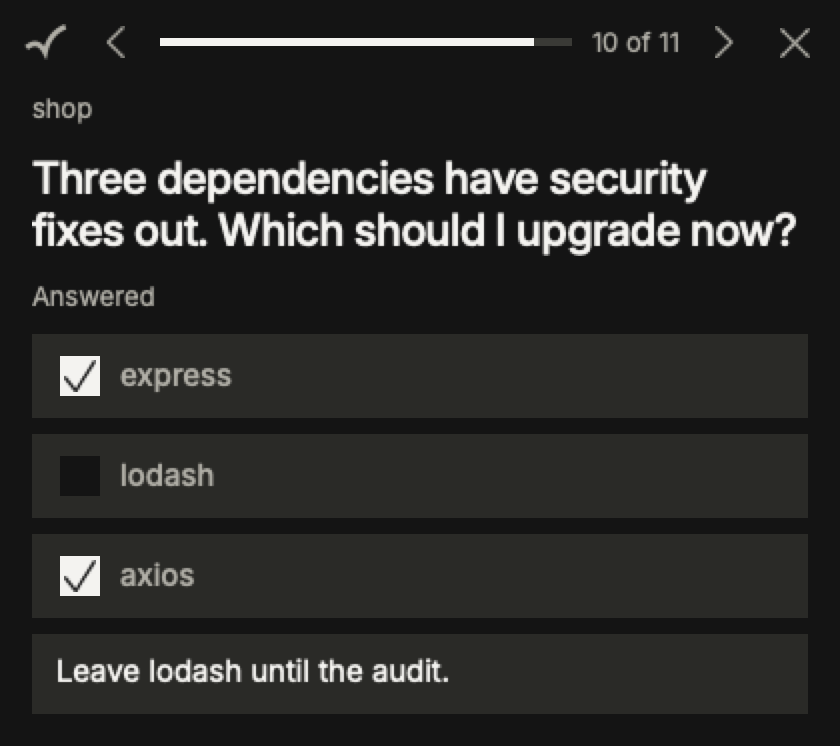 10 of 11
shop
Three dependencies have security
fixes out. Which should I upgrade now?
Answered
express
lodash
axios
Leave lodash until the audit.